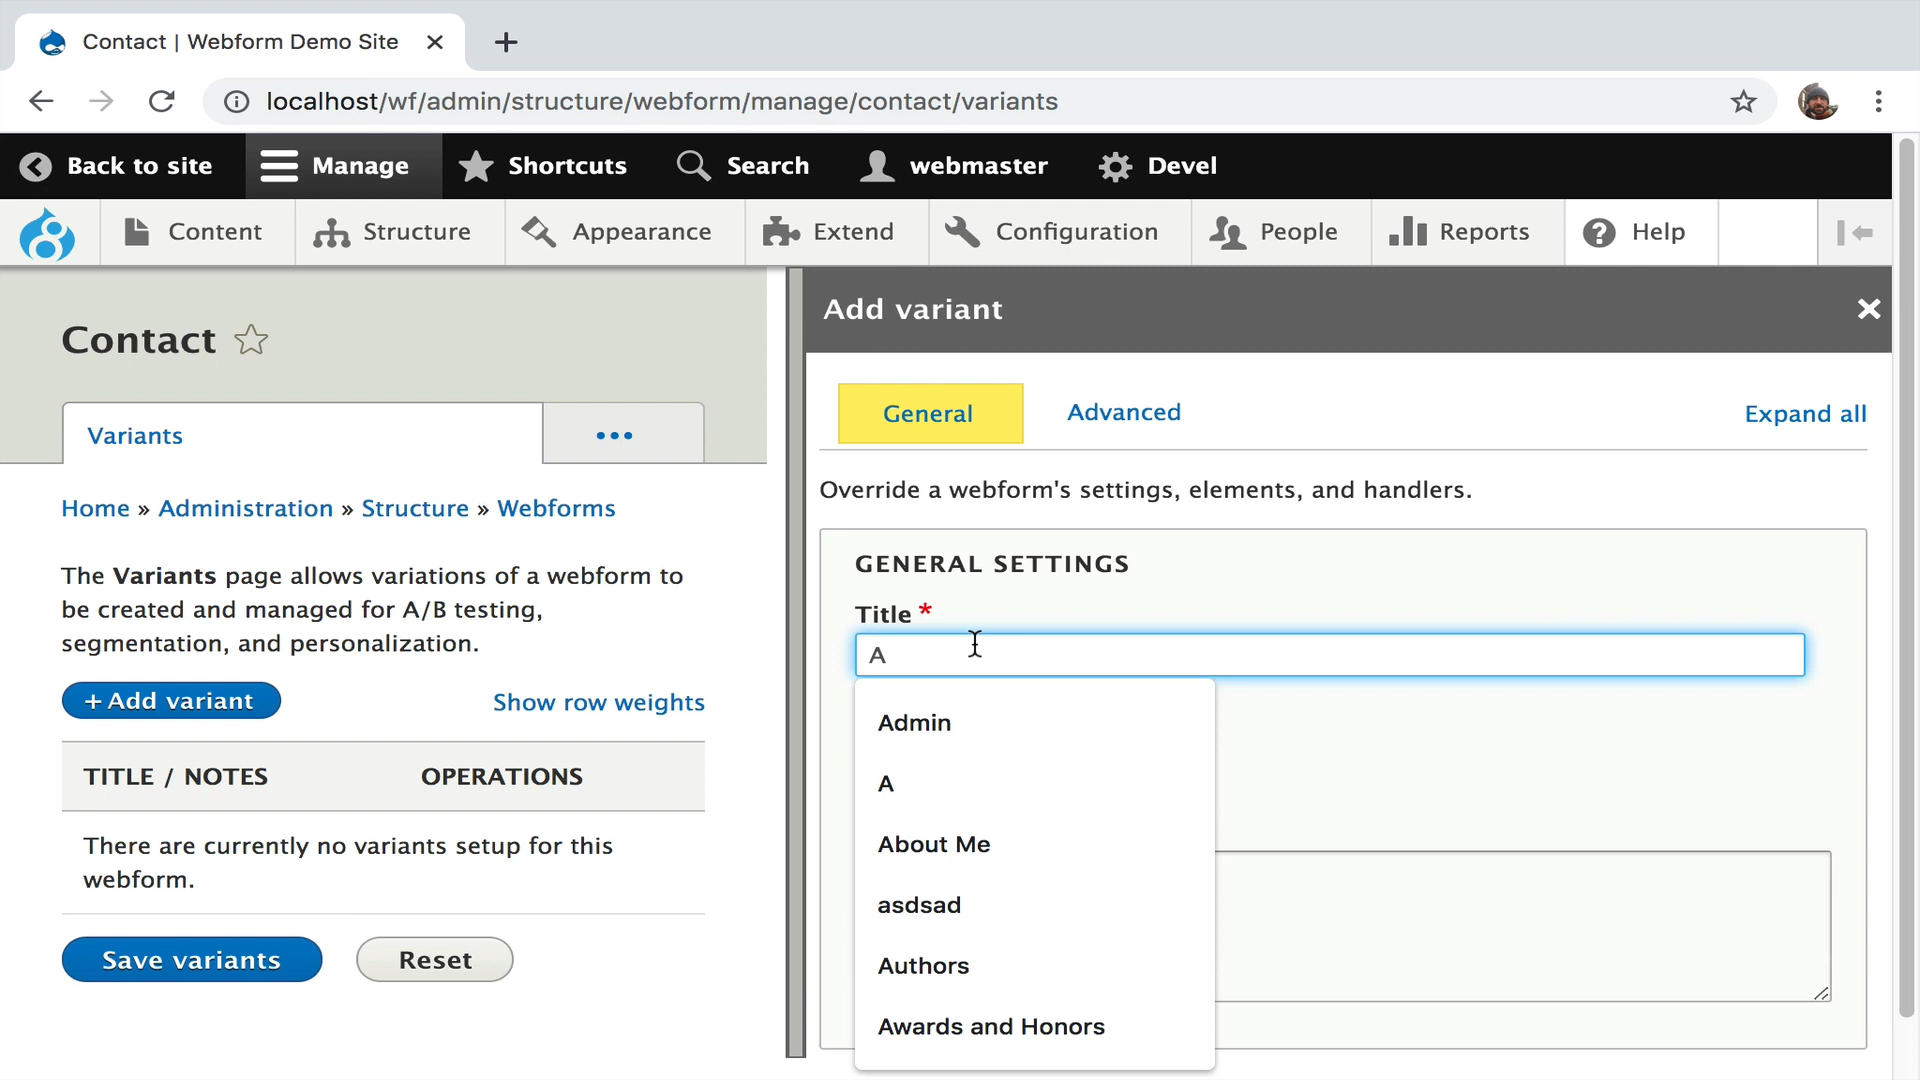 Contact | Webform Demo Site
localhost/wf/admin/structure/webform/manage/contact/variants
Back to site
Manage
Shortcuts
Search
webmaster
Devel
Content
Structure
Appearance
Extend
Configuration
People
Reports
Help
Contact
Variants
Home » Administration » Structure » Webforms
The Variants page allows variations of a webform to
be created and managed for A/B testing,
segmentation, and personalization.
+ Add variant
Show row weights
TITLE / NOTES
OPERATIONS
There are currently no variants setup for this
webform.
Save variants
Reset
Add variant
General
Advanced
Expand all
Override a webform's settings, elements, and handlers.
GENERAL SETTINGS
Title *
A
Admin
A
About Me
asdsad
Authors
Awards and Honors